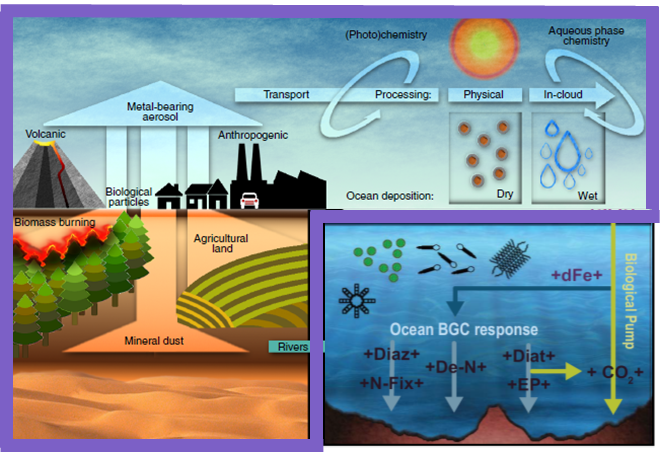 (Photo)chemistry
Aqueous phase
chemistry
Transport
Processing:
Physical
In-cloud
Metal-bearing
aerosol
Volcanic
Anthropogenic
Biological
particles
Ocean deposition:
Dry
Wet
Biomass burning
Agricultural
land
Mineral dust
Rivers
+dFe+
Biological Pump
Ocean BGC response
+Diaz+
+N-Fix+
+De-N+
+Diat+
+EP+
+ CO2+